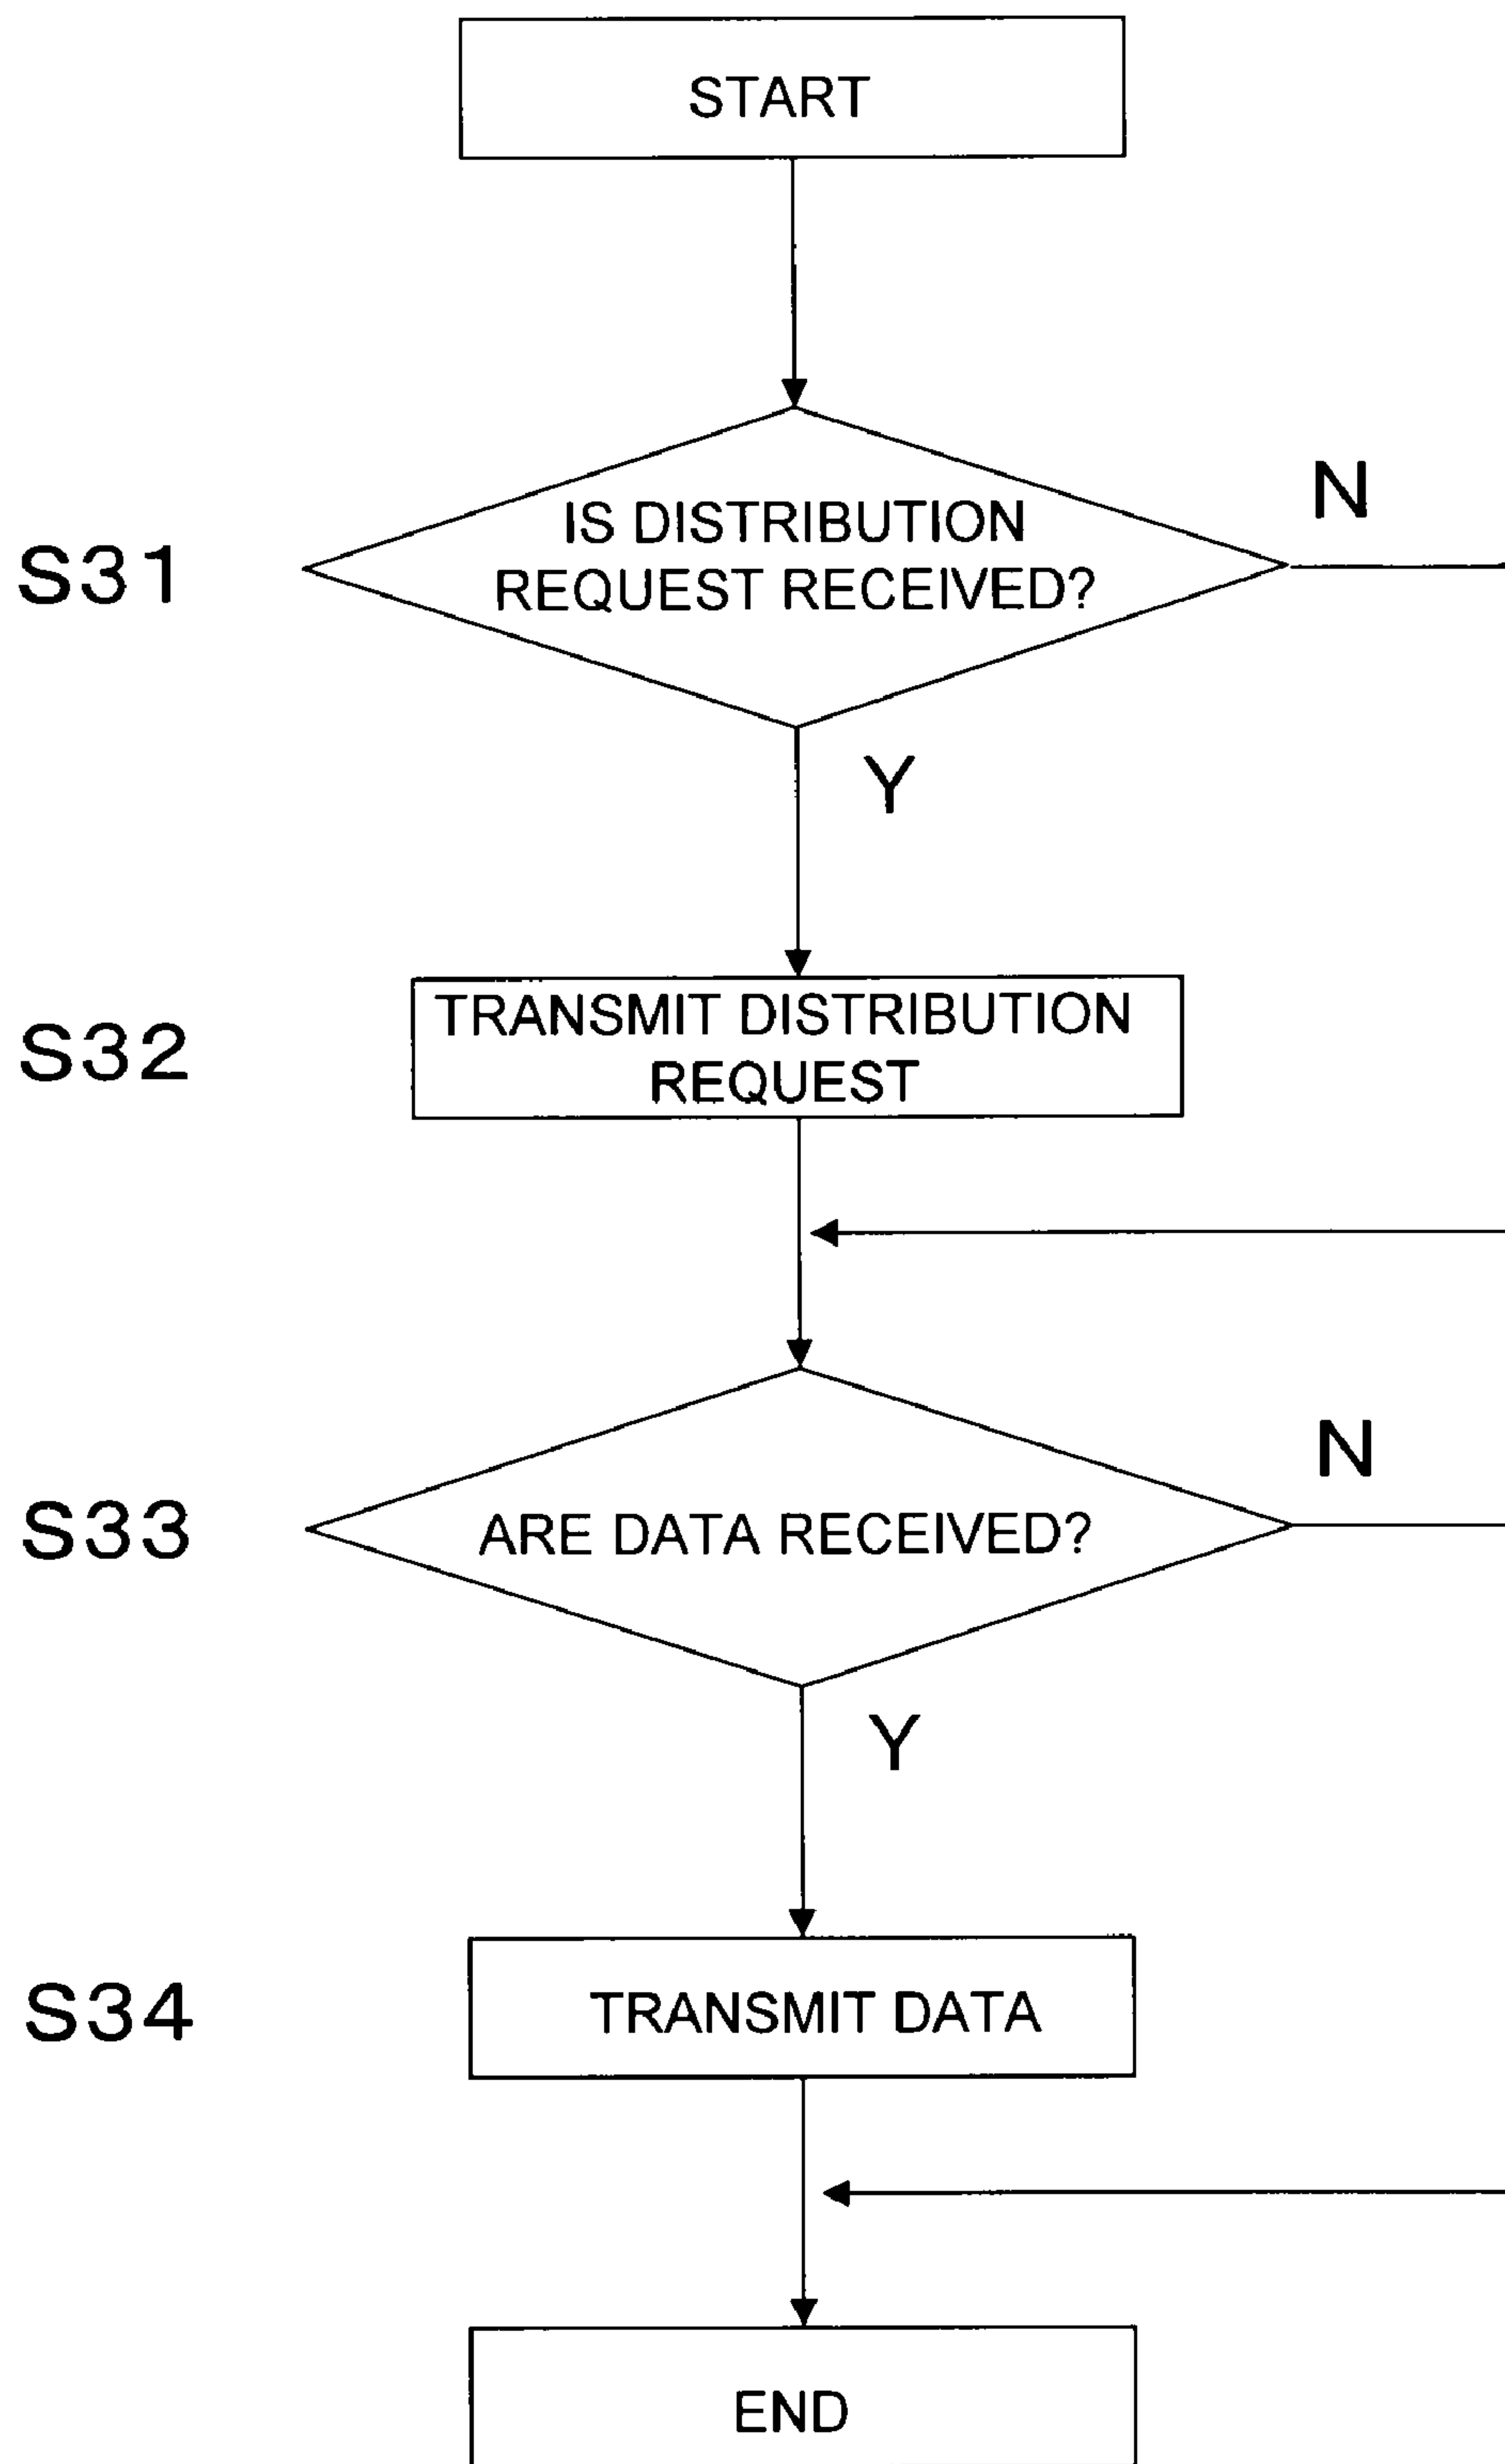 START
S31
IS DISTRIBUTION
REQUEST RECEIVED?
N
Y
S32
TRANSMIT DISTRIBUTION
REQUEST
S33
ARE DATA RECEIVED?
N
Y
S34
TRANSMIT DATA
END